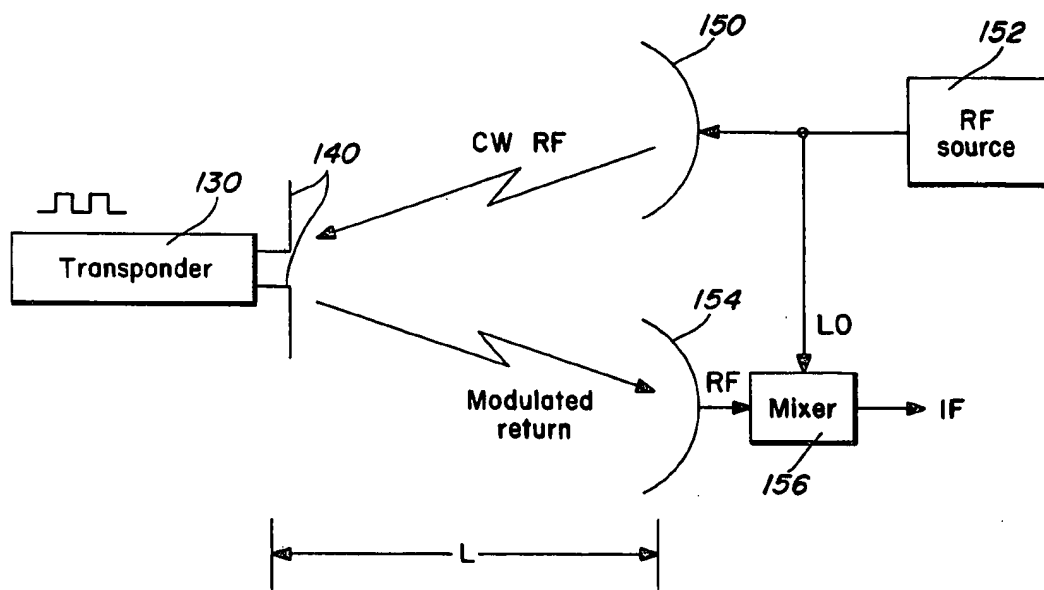 150
152
RF
source
CW RF
140
130
Transponder
154
LO
RF
Mixer
IF
Modulated
return
156
L